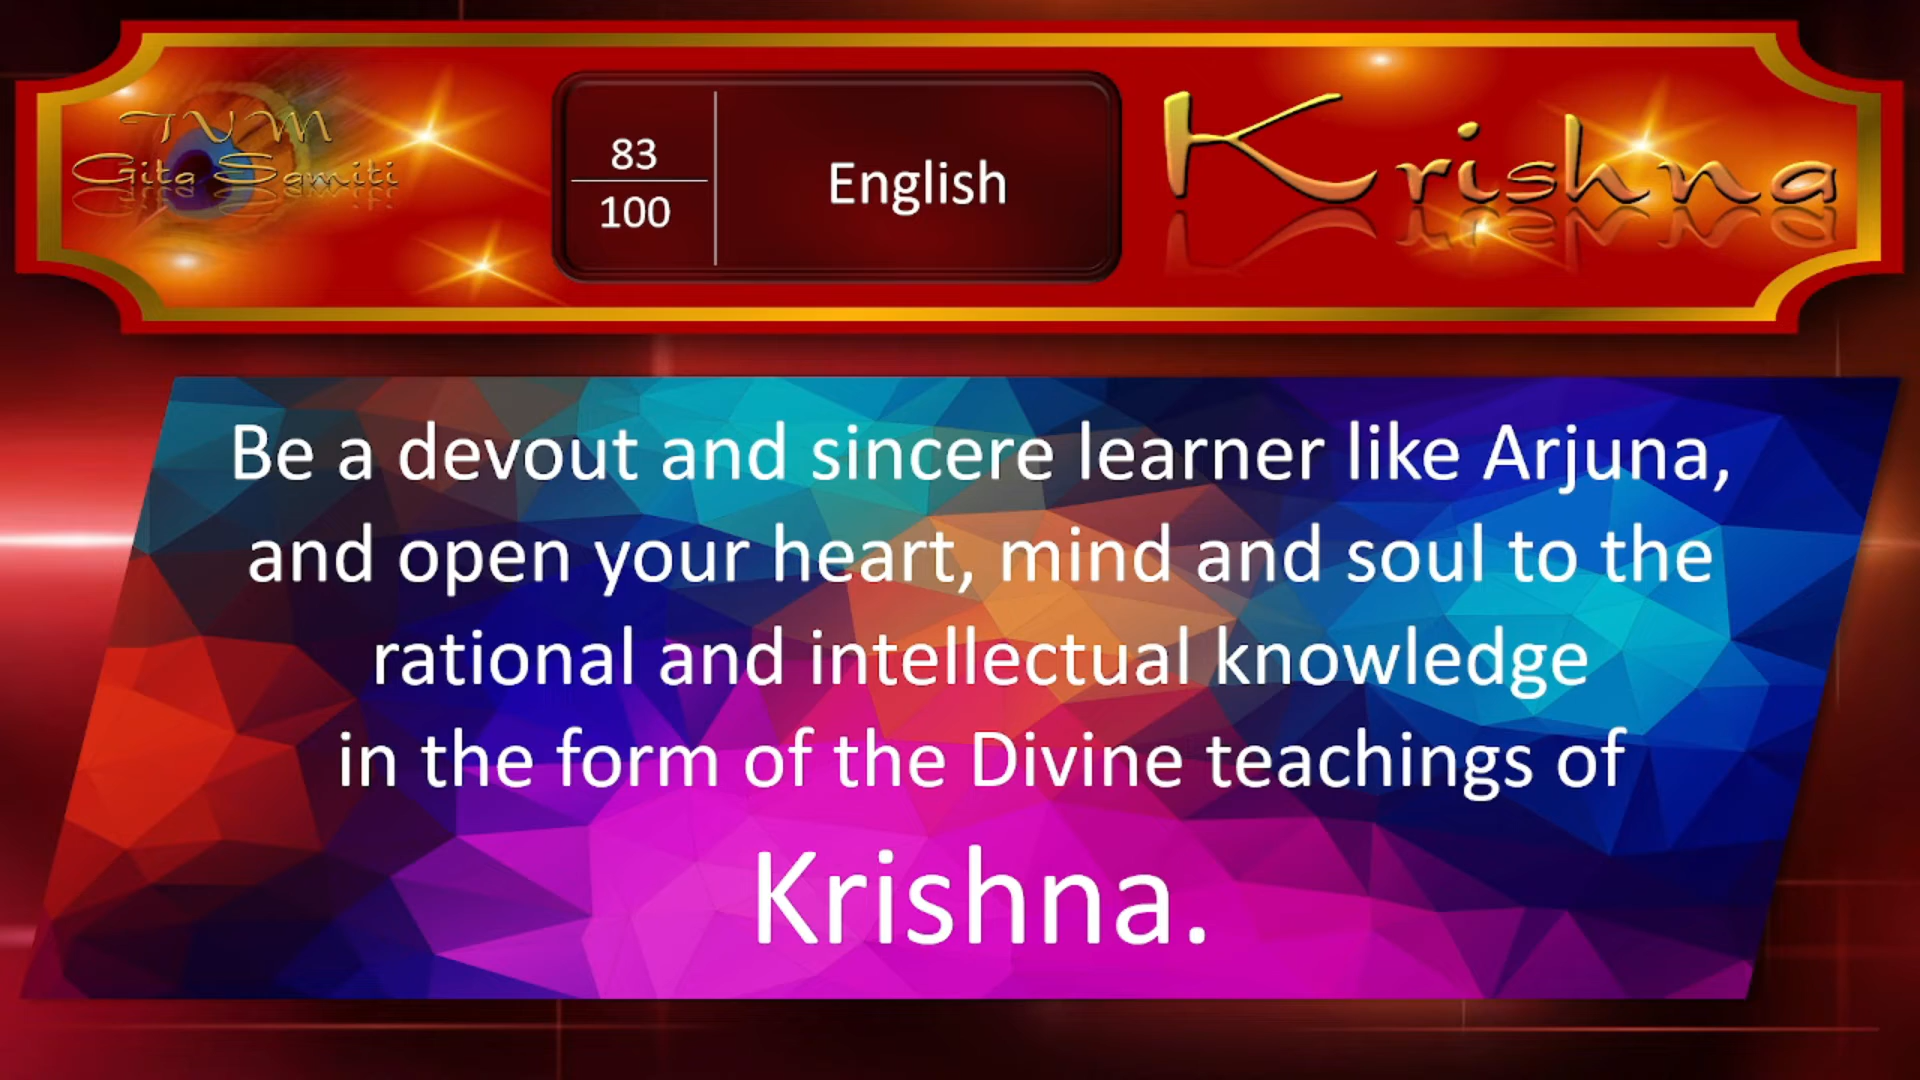 TVM
Gita Samiti
83
100
English
Krishna
Be a devout and sincere learner like Arjuna,
and open your heart, mind and soul to the
rational and intellectual knowledge
in the form of the Divine teachings of
Krishna.